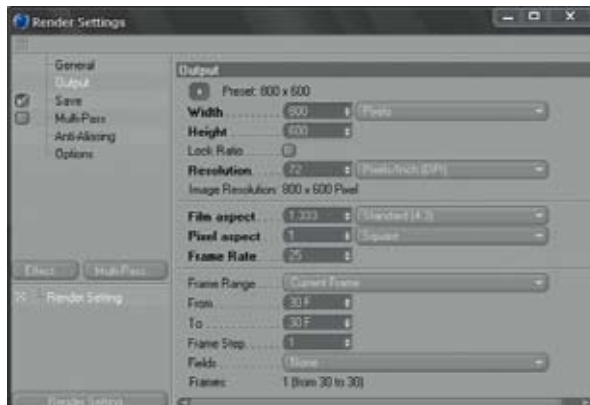 Render Settings
General
Output
Save
Multi-Pass
Anti-Aliasing
Options
Effect... Multi-Pass...
Render Setting
Render Setting...
Output
Preset: 800 x 600
Width 800 Pixels
Height 600
Lock Ratio
Resolution 72 Pixels/Inch (DPI)
Image Resolution: 800 x 600 Pixel
Film aspect 1.333 Standard (4:3)
Pixel aspect 1 Square
Frame Rate 25
Frame Range Current Frame
From 30 F
To 30 F
Frame Step 1
Fields None
Frames: 1 (from 30 to 30)